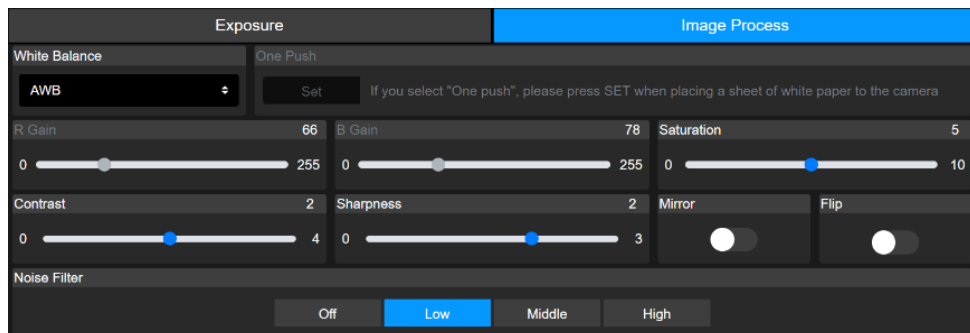 Exposure Image Process
White Balance One Push
AWB Set If you select "One push", please press SET when placing a sheet of white paper to the camera
R Gain 66 B Gain 78 Saturation 5
0 255 0 255 0 10
Contrast 2 Sharpness 2 Mirror Flip
0 4 0 3
Noise Filter
Off Low Middle High